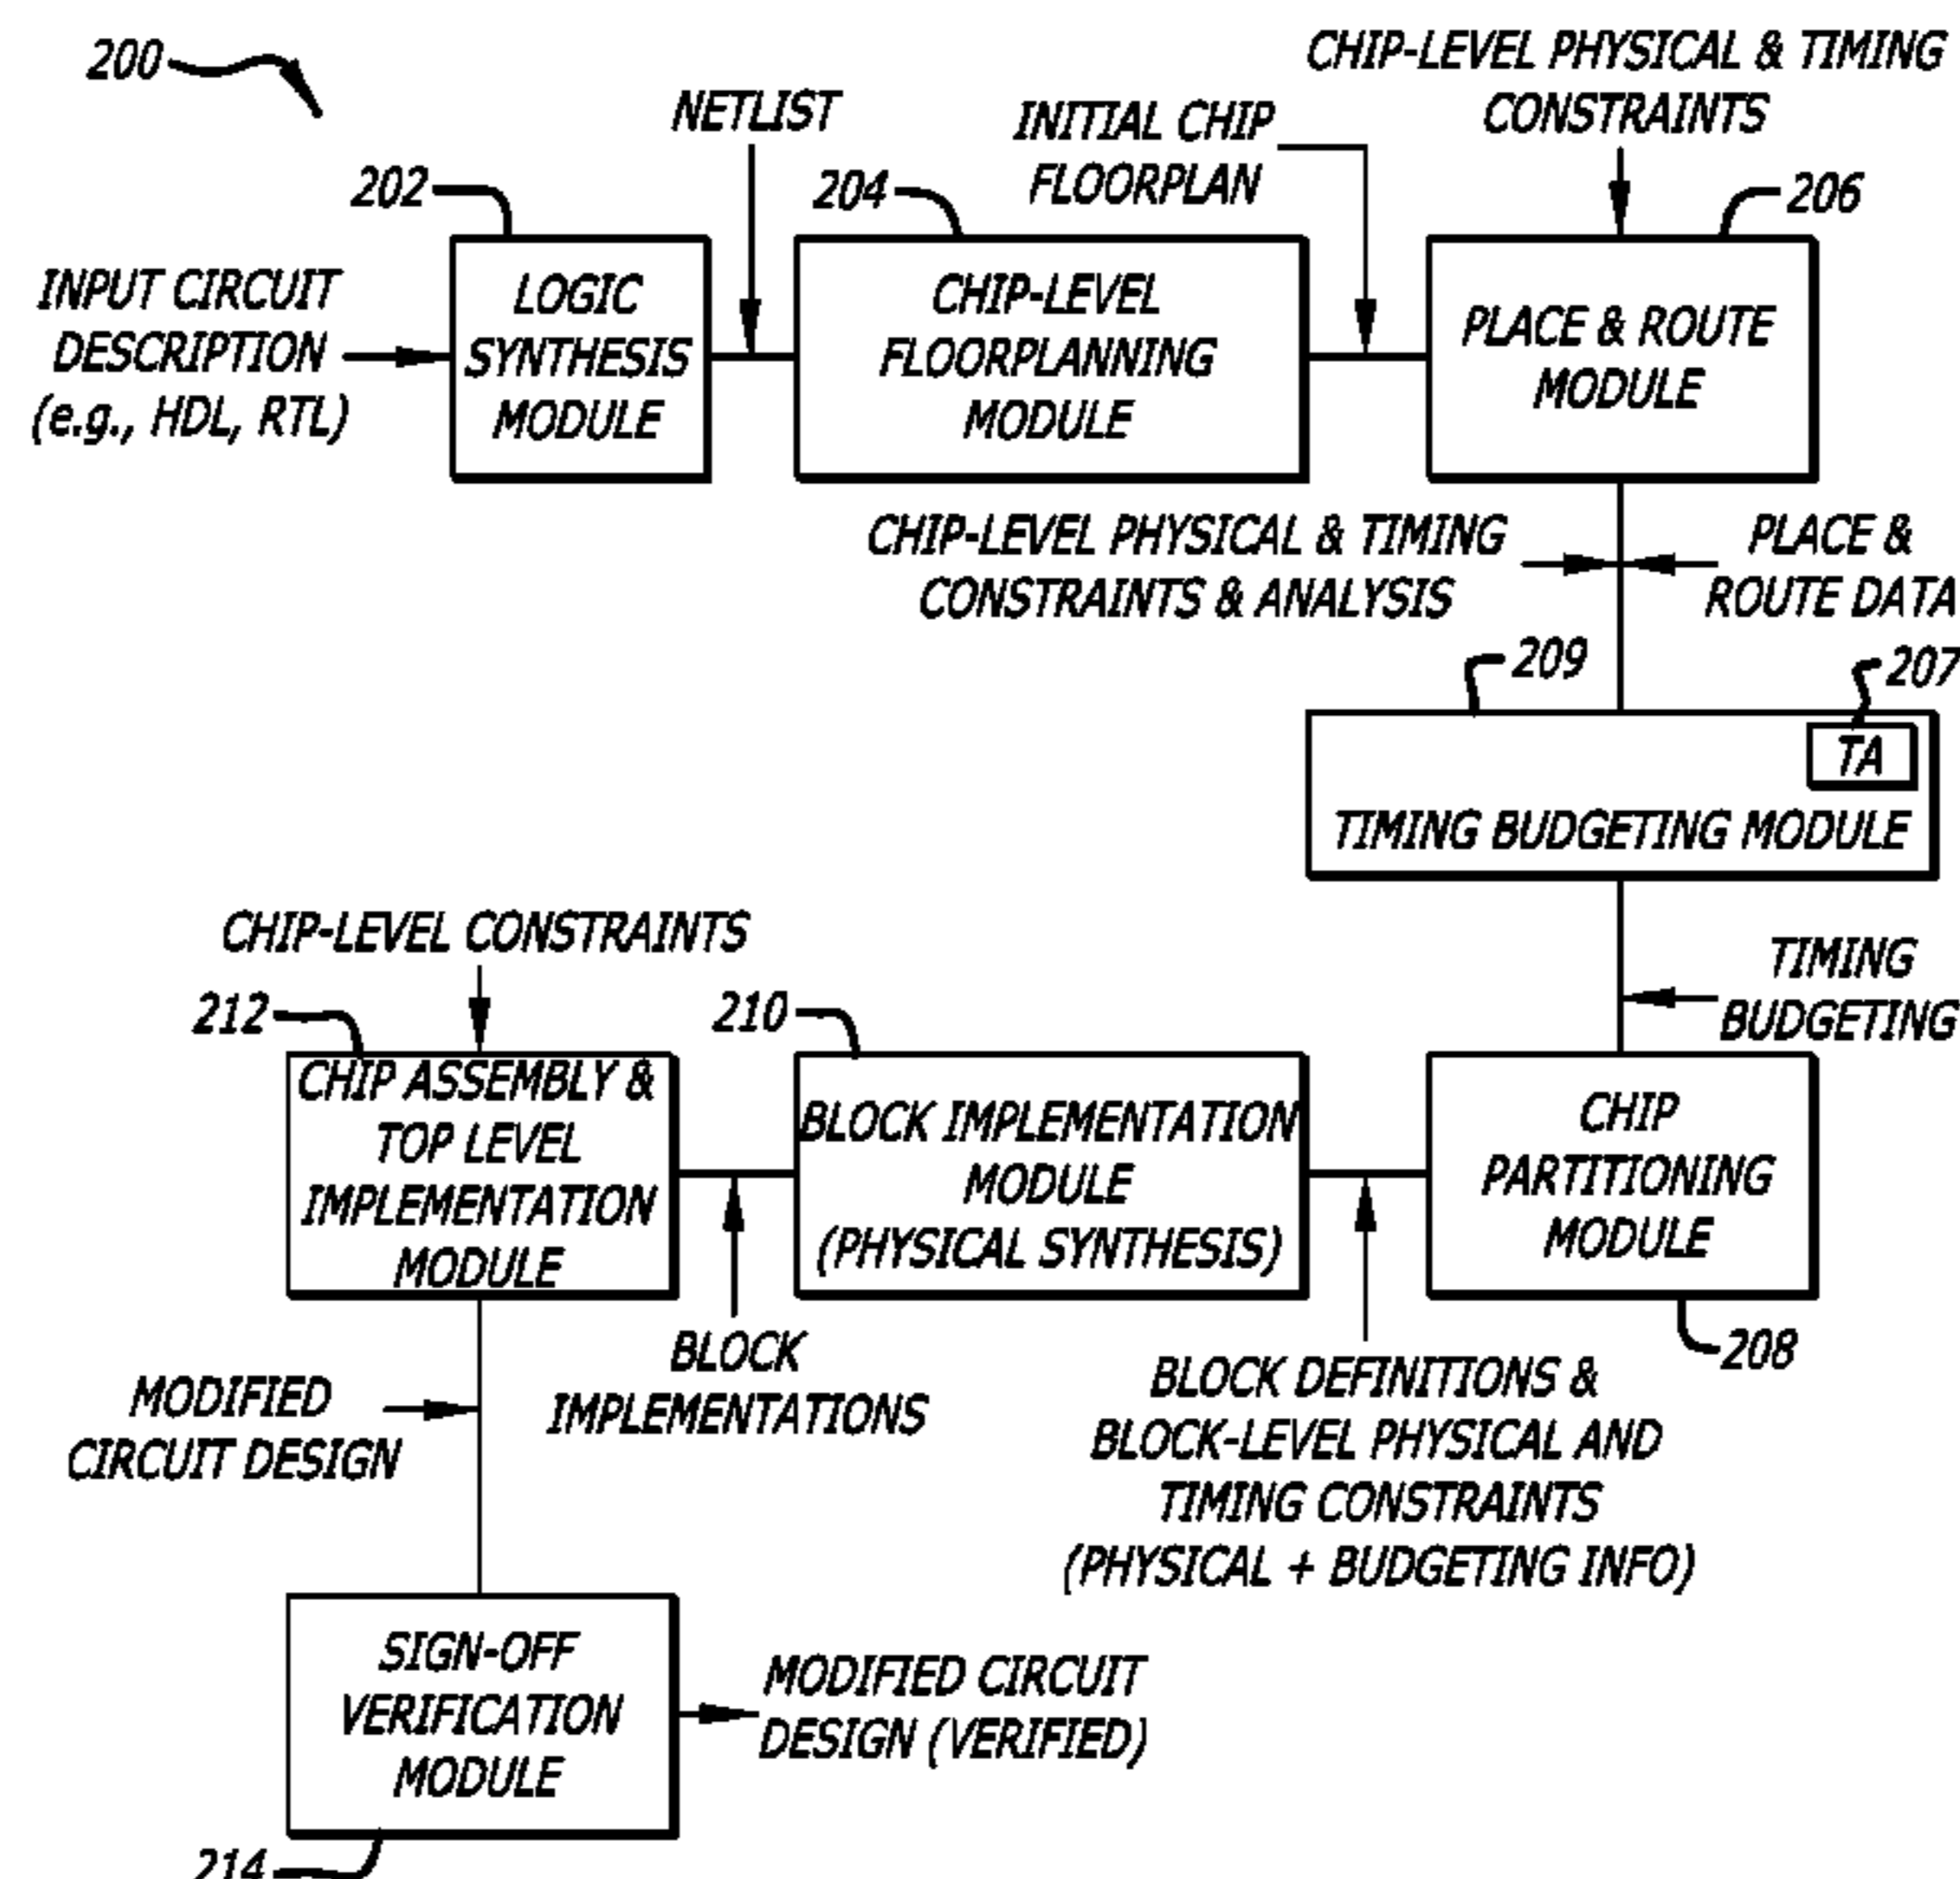 200
NETLIST
INITIAL CHIP
FLOORPLAN
CHIP-LEVEL PHYSICAL & TIMING
CONSTRAINTS
202
204
206
INPUT CIRCUIT
DESCRIPTION
(e.g., HDL, RTL)
LOGIC
SYNTHESIS
MODULE
CHIP-LEVEL
FLOORPLANNING
MODULE
PLACE & ROUTE
MODULE
CHIP-LEVEL PHYSICAL & TIMING
CONSTRAINTS & ANALYSIS
PLACE &
ROUTE DATA
209
207
TA
TIMING BUDGETING MODULE
TIMING
BUDGETING
CHIP-LEVEL CONSTRAINTS
212
210
CHIP ASSEMBLY &
TOP LEVEL
IMPLEMENTATION
MODULE
BLOCK IMPLEMENTATION
MODULE
(PHYSICAL SYNTHESIS)
CHIP
PARTITIONING
MODULE
208
BLOCK
IMPLEMENTATIONS
BLOCK DEFINITIONS &
BLOCK-LEVEL PHYSICAL AND
TIMING CONSTRAINTS
(PHYSICAL + BUDGETING INFO)
MODIFIED
CIRCUIT DESIGN
SIGN-OFF
VERIFICATION
MODULE
MODIFIED CIRCUIT
DESIGN (VERIFIED)
214